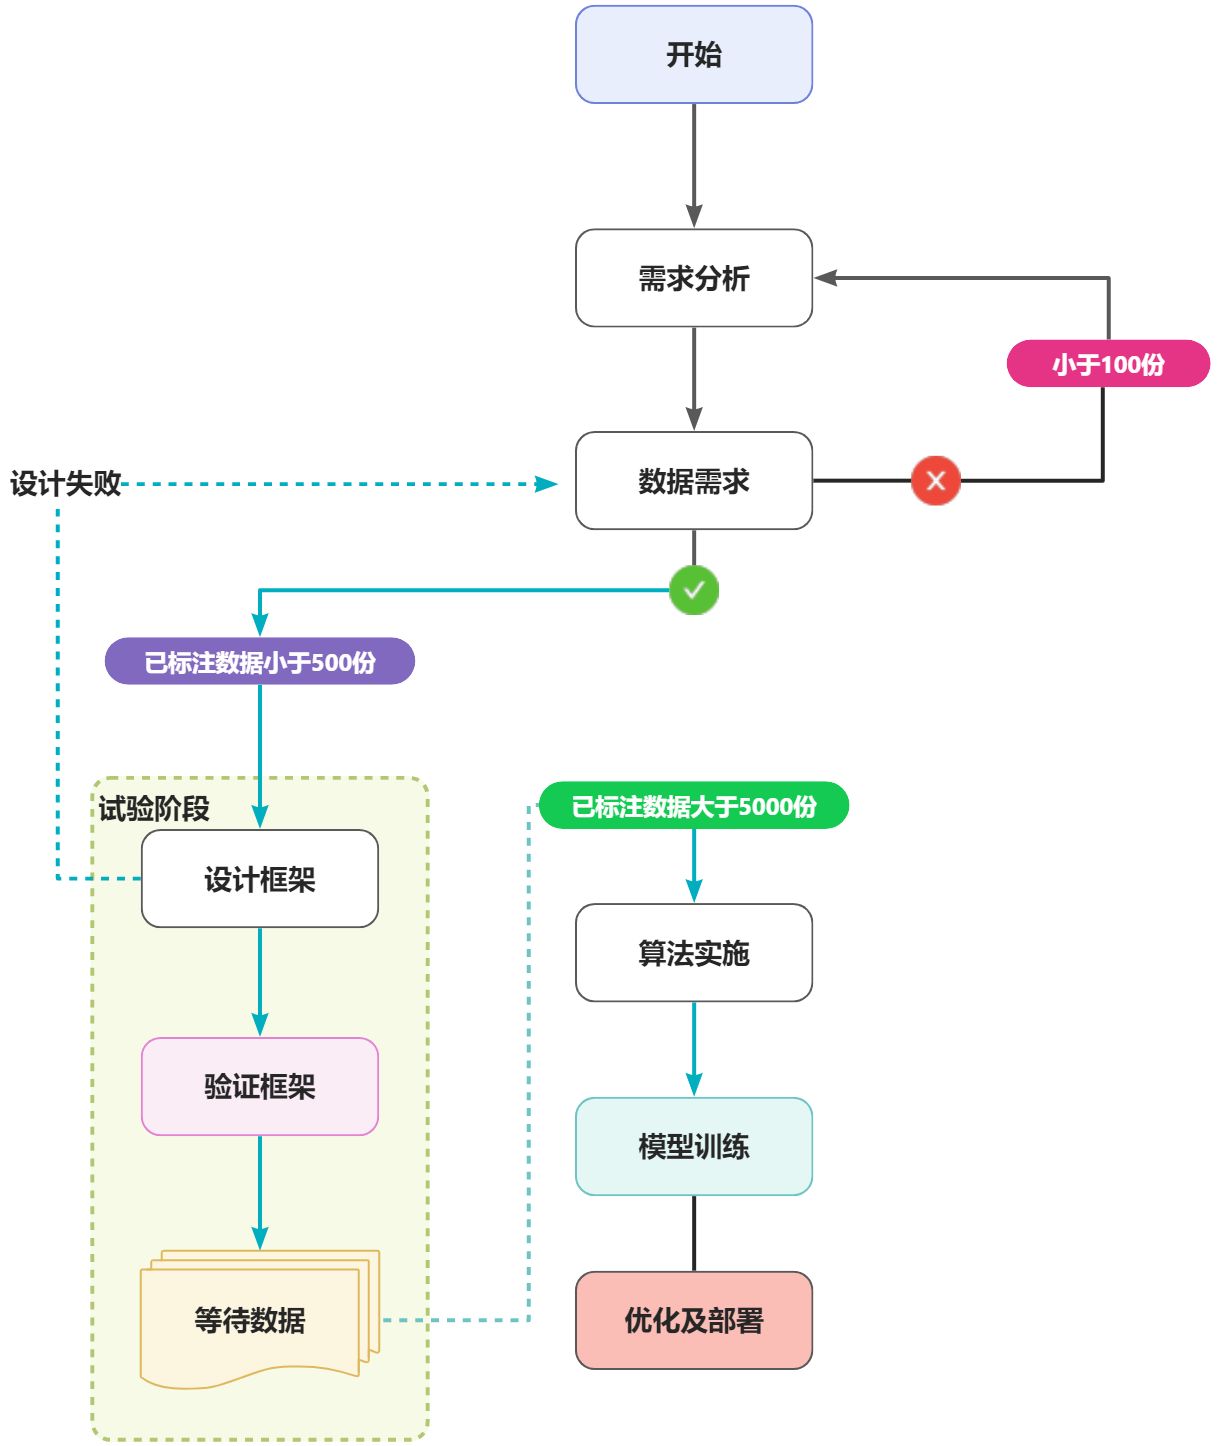 开始
需求分析
小于100份
数据需求
设计失败
已标注数据小于500份
试验阶段
已标注数据大于5000份
设计框架
算法实施
验证框架
模型训练
等待数据
优化及部署